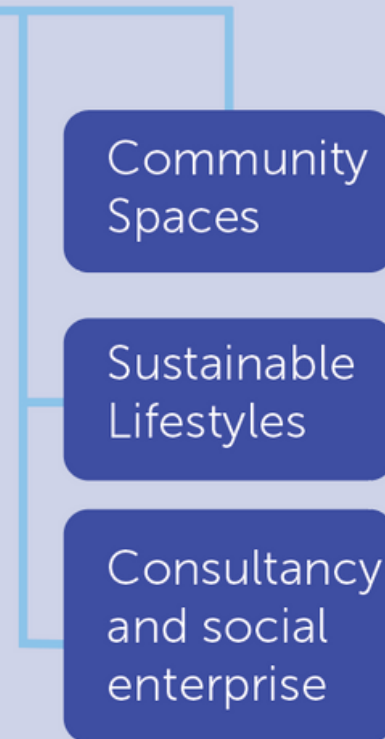 Community
Spaces
Sustainable
Lifestyles
Consultancy
and social
enterprise